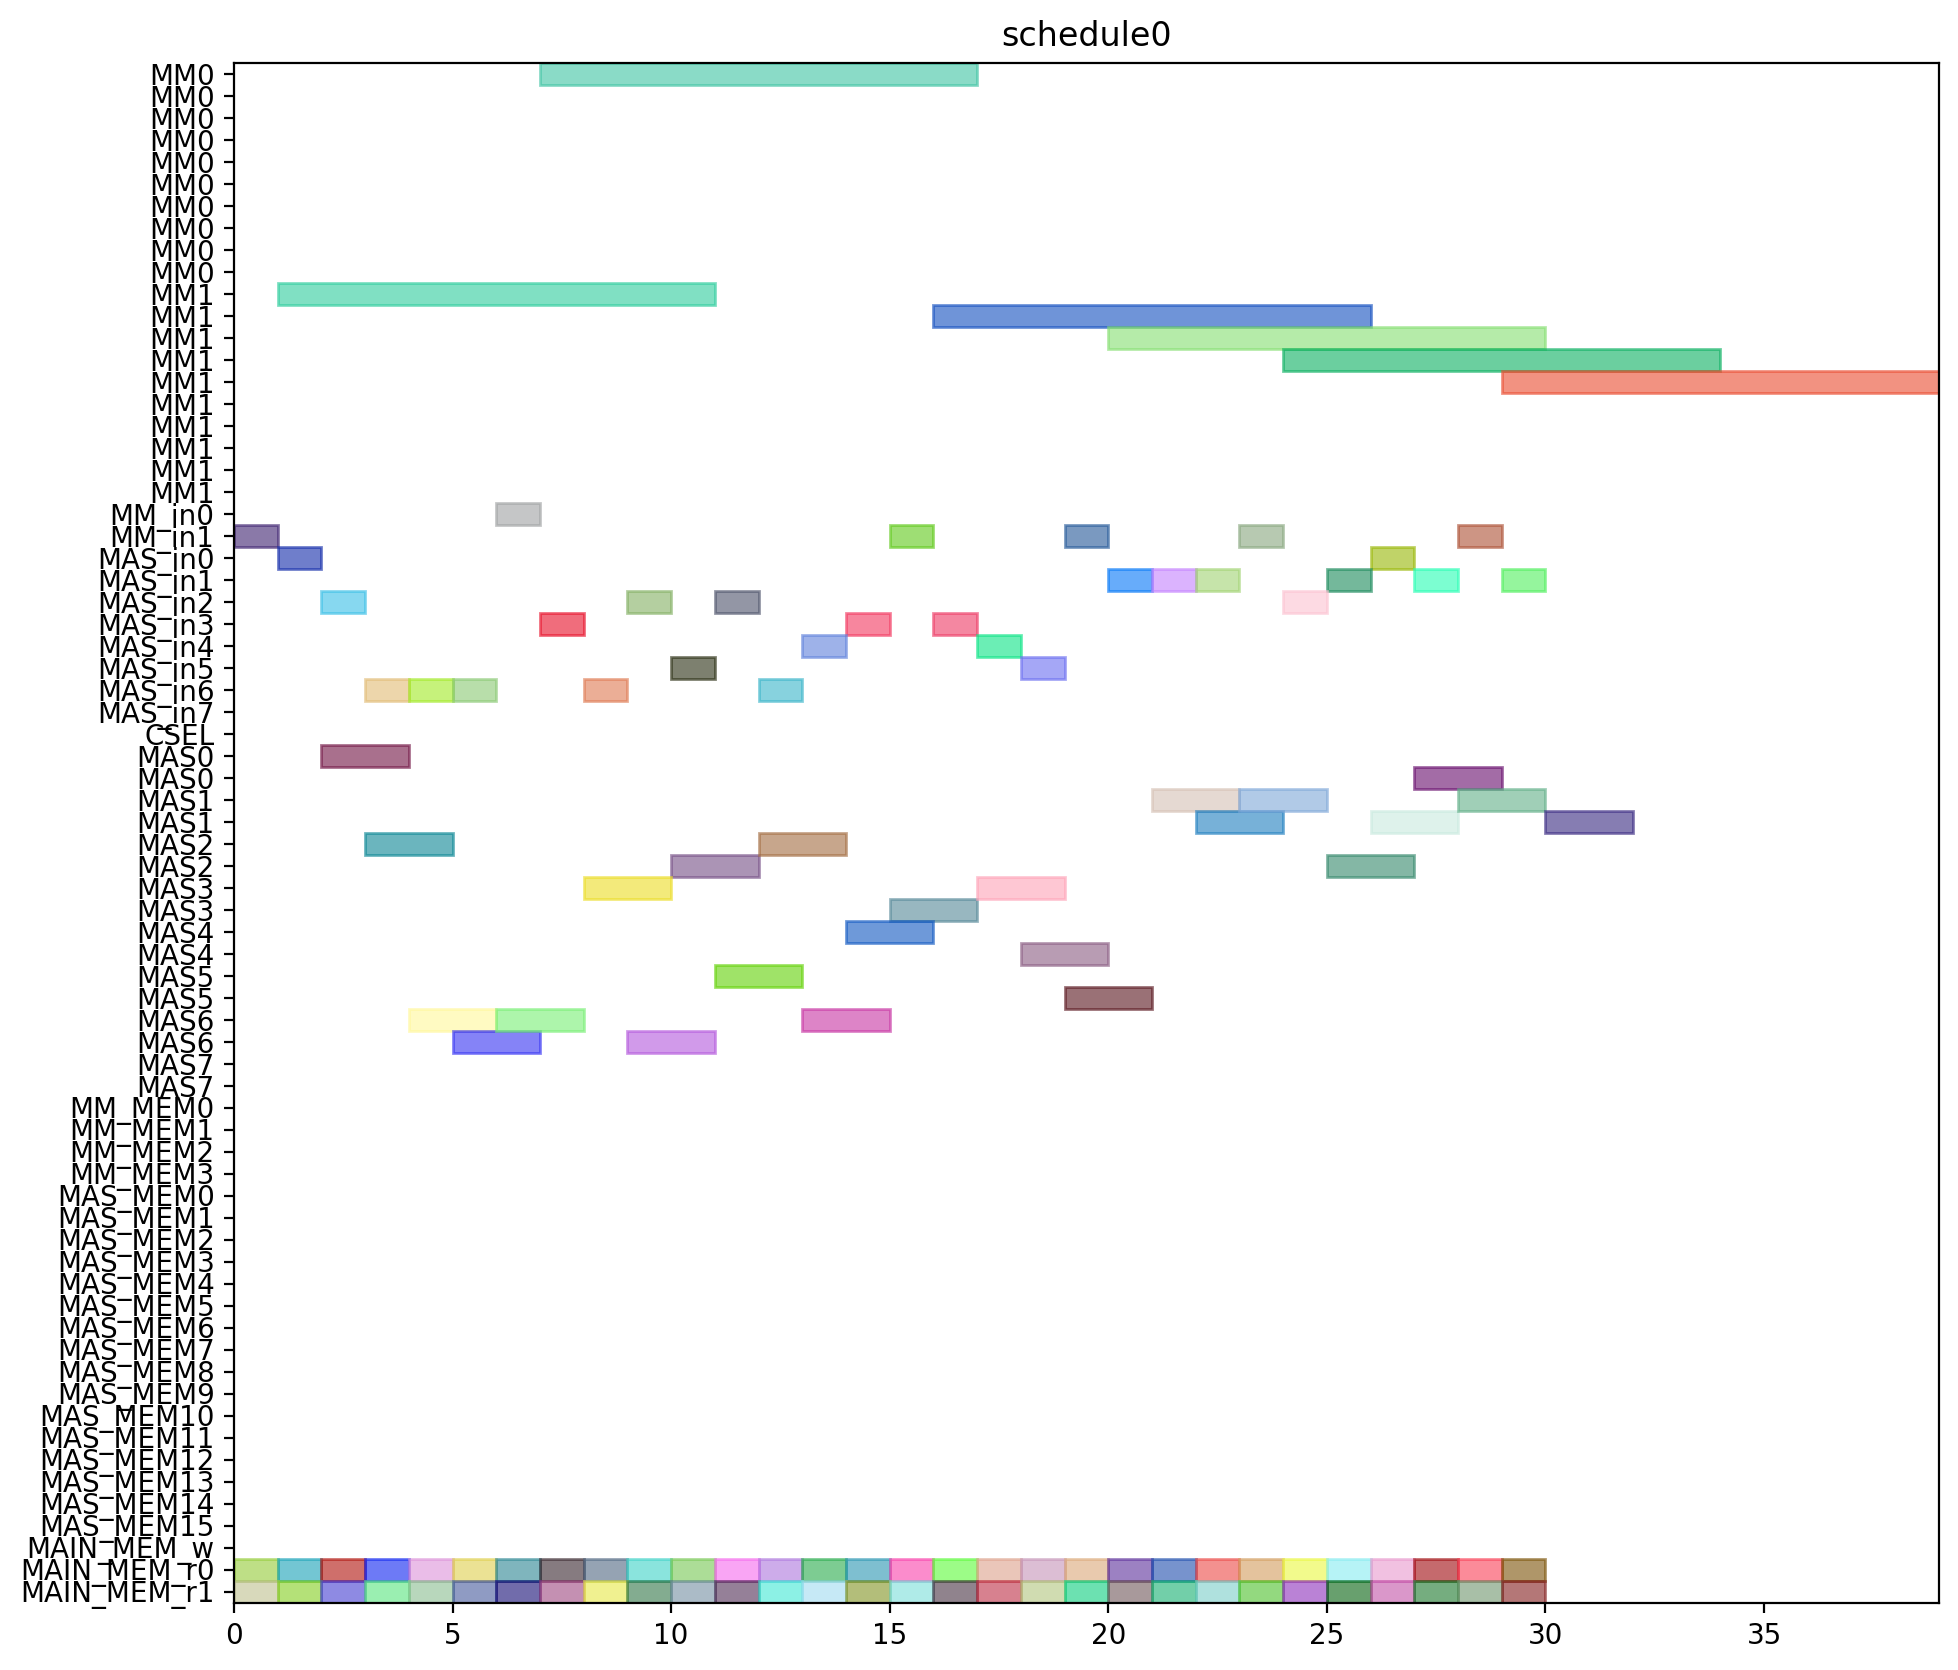 schedule0
MM0
MM0
MM0
MM0
MM0
MM0
MM0
MM0
MM0
MM0
MM1
MM1
MM1
MM1
MM1
MM1
MM1
MM1
MM1
MM1
MM_in0
MM_in1
MAS_in0
MAS_in1
MAS_in2
MAS_in3
MAS_in4
MAS_in5
MAS_in6
MAS_in7
CSEL
MAS0
MAS0
MAS1
MAS1
MAS2
MAS2
MAS3
MAS3
MAS4
MAS4
MAS5
MAS5
MAS6
MAS6
MAS7
MAS7
MM_MEM0
MM_MEM1
MM_MEM2
MM_MEM3
MAS_MEM0
MAS_MEM1
MAS_MEM2
MAS_MEM3
MAS_MEM4
MAS_MEM5
MAS_MEM6
MAS_MEM7
MAS_MEM8
MAS_MEM9
MAS_MEM10
MAS_MEM11
MAS_MEM12
MAS_MEM13
MAS_MEM14
MAS_MEM15
MAIN_MEM_w
MAIN_MEM_r0
MAIN_MEM_r1
0 5 10 15 20 25 30 35